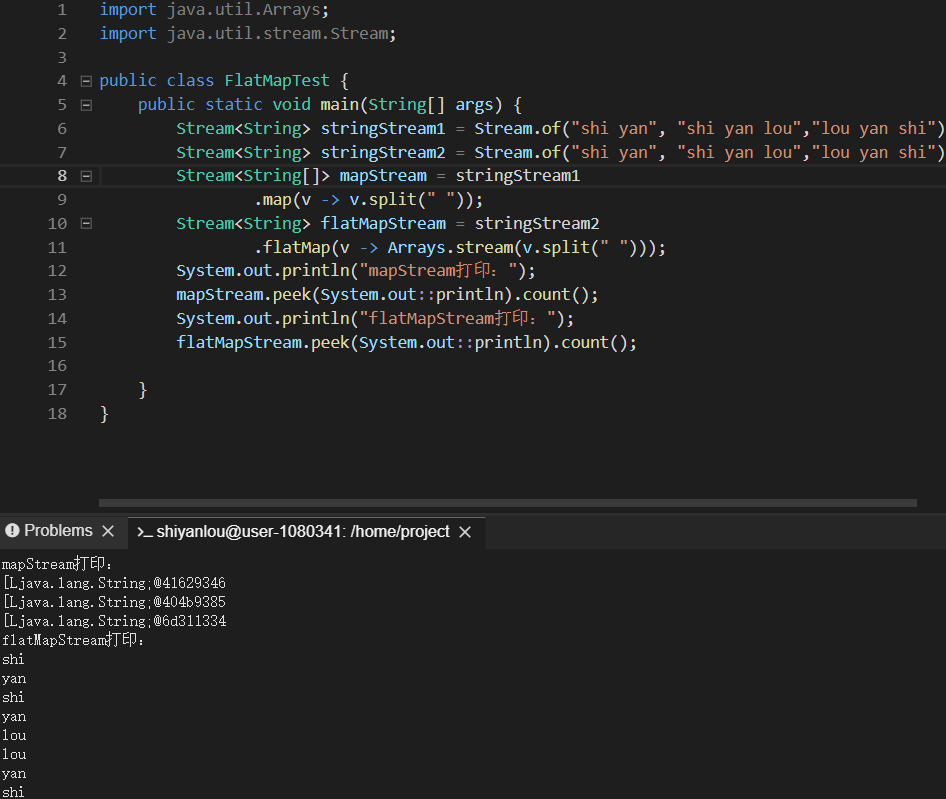 1 import java.util.Arrays;
2 import java.util.stream.Stream;
3
4 public class FlatMapTest {
5 public static void main(String[] args) {
6 Stream<String> stringStream1 = Stream.of("shi yan", "shi yan lou","lou yan shi")
7 Stream<String> stringStream2 = Stream.of("shi yan", "shi yan lou","lou yan shi")
8 Stream<String[]> mapStream = stringStream1
9 .map(v -> v.split(" "));
10 Stream<String> flatMapStream = stringStream2
11 .flatMap(v -> Arrays.stream(v.split(" ")));
12 System.out.println("mapStream打印：");
13 mapStream.peek(System.out::println).count();
14 System.out.println("flatMapStream打印：");
15 flatMapStream.peek(System.out::println).count();
16
17 }
18 }
Problems
>_ shiyanlou@user-1080341: /home/project
mapStream打印：
[Ljava.lang.String;@41629346
[Ljava.lang.String;@404b9385
[Ljava.lang.String;@6d311334
flatMapStream打印：
shi
yan
shi
yan
lou
lou
yan
shi